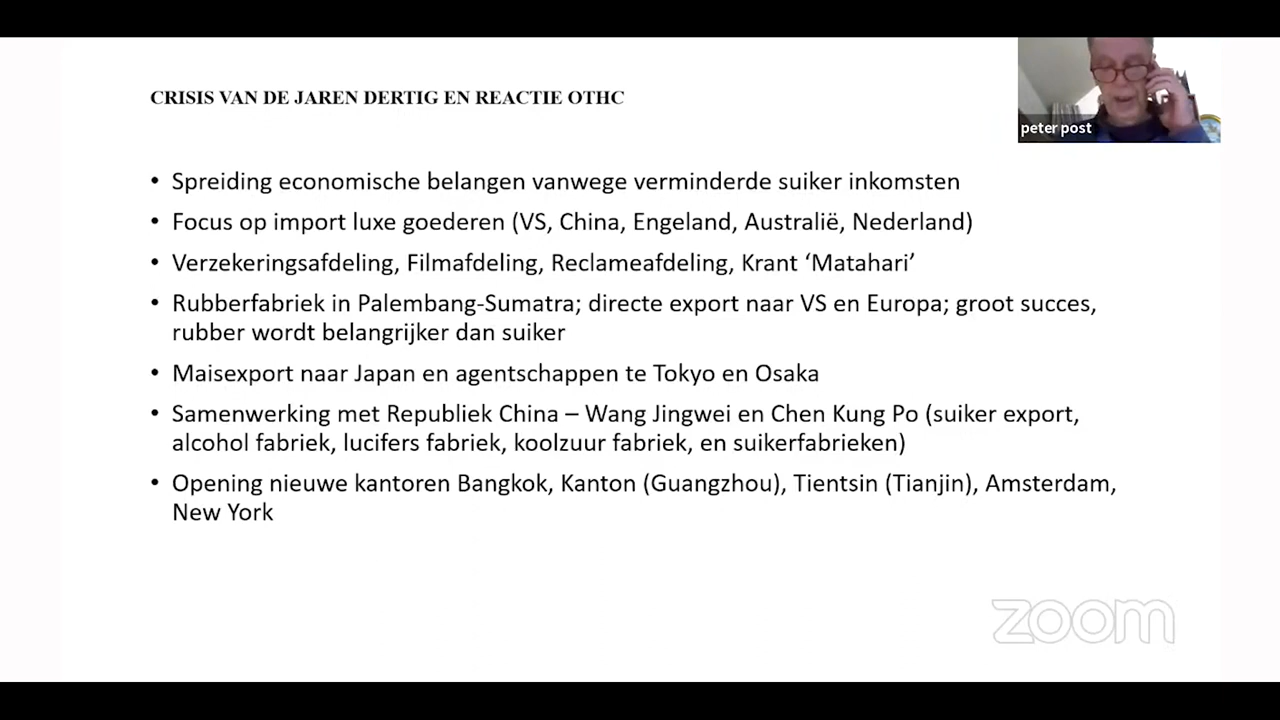 CRISIS VAN DE JAREN DERTIG EN REACTIE OTHC
peter post
• Spreiding economische belangen vanwege verminderde suiker inkomsten
• Focus op import luxe goederen (VS, China, Engeland, Australië, Nederland)
• Verzekeringsafdeling, Filmafdeling, Reclameafdeling, Krant ‘Matahari’
• Rubberfabriek in Palembang-Sumatra; directe export naar VS en Europa; groot succes,
rubber wordt belangrijker dan suiker
• Maisexport naar Japan en agentschappen te Tokyo en Osaka
• Samenwerking met Republiek China – Wang Jingwei en Chen Kung Po (suiker export,
alcohol fabriek, lucifers fabriek, koolzuur fabriek, en suikerfabrieken)
• Opening nieuwe kantoren Bangkok, Kanton (Guangzhou), Tientsin (Tianjin), Amsterdam,
New York
zoom